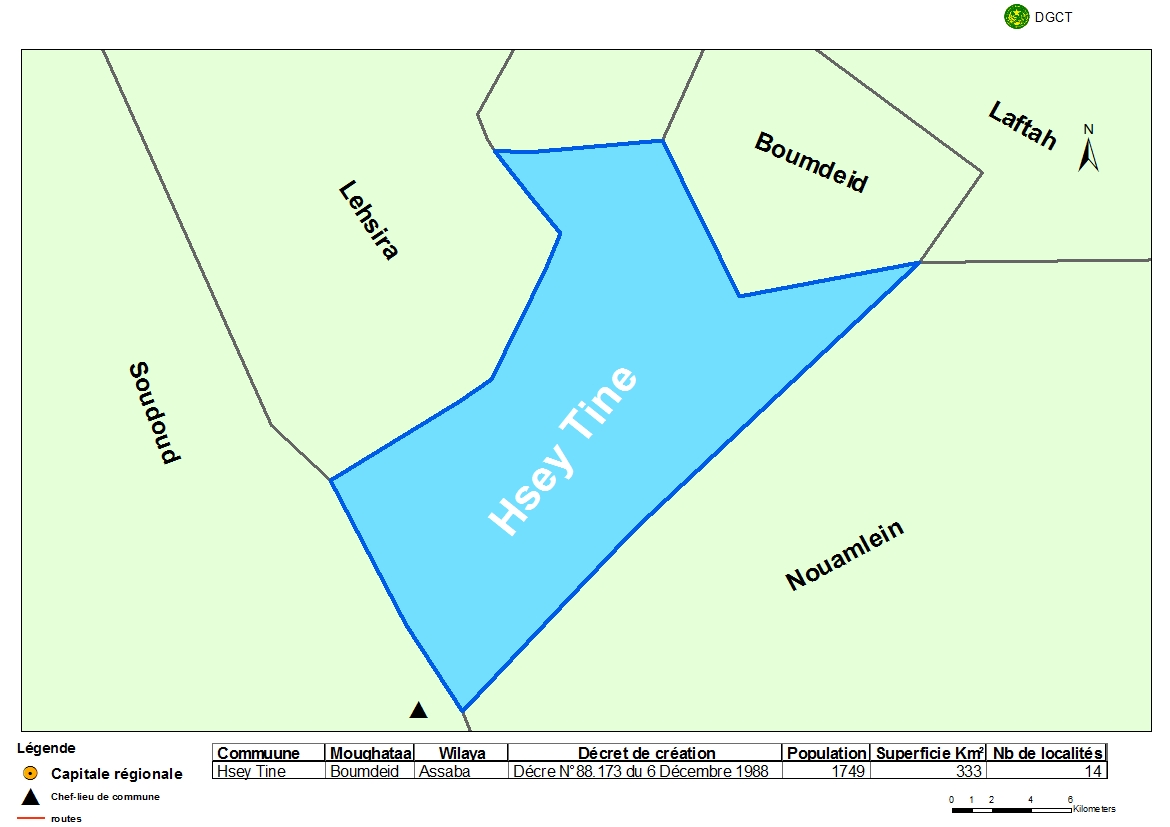 DGCT
Laftah
N
Boumdeid
Lehsira
Soudoud
Hsey Tine
Nouamlein
Légende
Capitale régionale
Chef-lieu de commune
routes
Commuune Moughataa Wilaya Décret de création Population Superficie Km² Nb de localités
Hsey Tine Boumdeid Assaba Décre N°88.173 du 6 Décembre 1988 1749 333 14
0 1 2 4 6
Kilometers